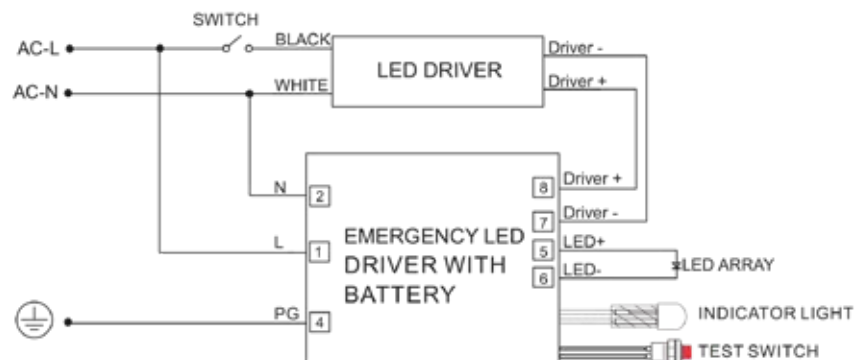 SWITCH
AC-L
BLACK
LED DRIVER
Driver -
AC-N
WHITE
Driver +
N
2
8
Driver +
7
Driver -
L
1
EMERGENCY LED
DRIVER WITH
BATTERY
5
LED+
LED ARRAY
6
LED-
PG
4
INDICATOR LIGHT
TEST SWITCH